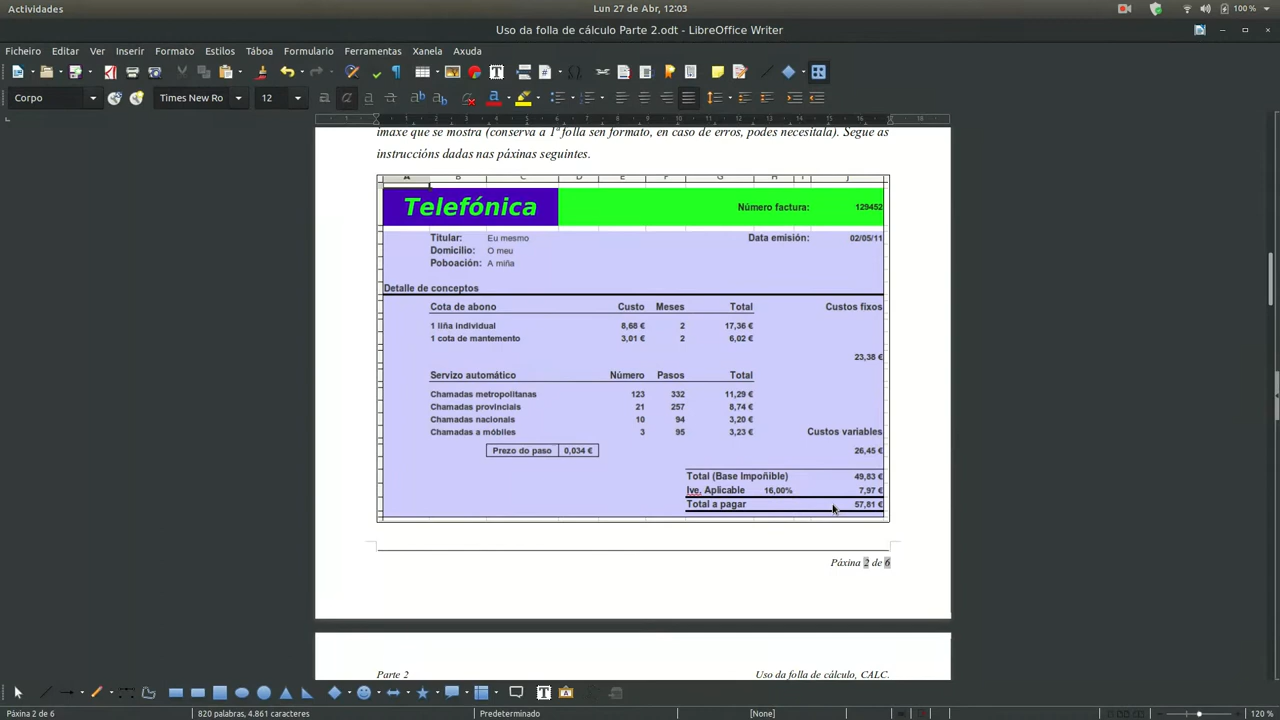 Actividades
Lun 27 de Abr, 12:03
100 %
Uso da folla de cálculo Parte 2.odt - LibreOffice Writer
Ficheiro Editar Ver Inserir Formato Estilos Táboa Formulario Ferramentas Xanela Axuda
Corpo Times New Ro 12
imaxe que se mostra (conserva a 1ª folla sen formato, en caso de erros, podes necesitala). Segue as
instruccións dadas nas páxinas seguintes.
Telefónica
Número factura: 129452
Titular: Eu mesmo Data emisión: 02/05/11
Domicilio: O meu
Poboación: A miña
Detalle de conceptos
Cota de abono Custo Meses Total Custos fixos
1 liña individual 8,68 € 2 17,36 €
1 cota de mantemento 3,01 € 2 6,02 €
23,38 €
Servizo automático Número Pasos Total
Chamadas metropolitanas 123 332 11,29 €
Chamadas provinciais 21 257 8,74 €
Chamadas nacionais 10 94 3,20 €
Chamadas a móbiles 3 95 3,23 € Custos variables
Prezo do paso 0,034 € 26,45 €
Total (Base Impoñible) 49,83 €
Ive. Aplicable 16,00% 7,97 €
Total a pagar 57,81 €
Páxina 2 de 6
Parte 2 Uso da folla de cálculo, CALC.
Páxina 2 de 6 820 palabras, 4.861 caracteres Predeterminado [None] 120 %